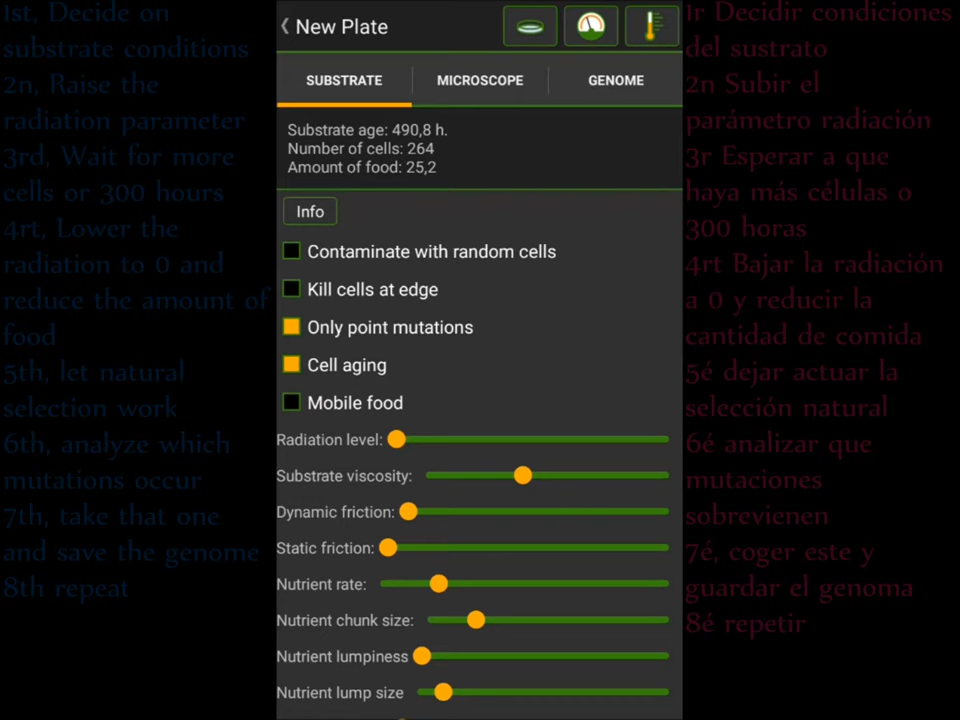 1st, Decide on
substrate conditions
2n, Raise the
radiation parameter
3rd, Wait for more
cells or 300 hours
4rt, Lower the
radiation to 0 and
reduce the amount of
food
5th, let natural
selection work
6th, analyze which
mutations occur
7th, take that one
and save the genome
8th repeat
New Plate
SUBSTRATE
MICROSCOPE
GENOME
Substrate age: 490,8 h.
Number of cells: 264
Amount of food: 25,2
Info
Contaminate with random cells
Kill cells at edge
Only point mutations
Cell aging
Mobile food
Radiation level:
Substrate viscosity:
Dynamic friction:
Static friction:
Nutrient rate:
Nutrient chunk size:
Nutrient lumpiness
Nutrient lump size
1r Decidir condiciones
del sustrato
2n Subir el
parámetro radiación
3r Esperar a que
haya más células o
300 horas
4rt Bajar la radiación
a 0 y reducir la
cantidad de comida
5é dejar actuar la
selección natural
6é analizar que
mutaciones
sobrevienen
7é, coger este y
guardar el genoma
8é repetir